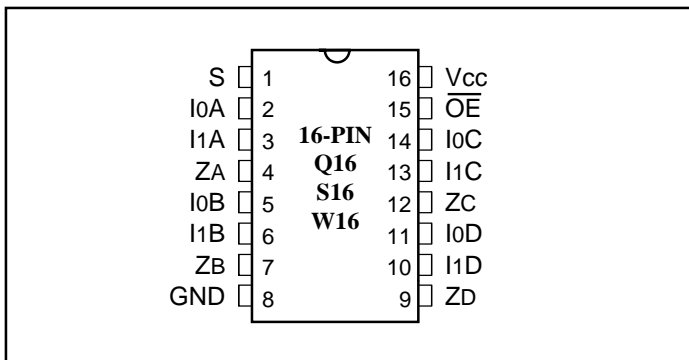 S 1 16 Vcc
I0A 2 15 O̅E̅
I1A 3 16-PIN 14 I0C
ZA 4 Q16 13 I1C
I0B 5 S16 12 ZC
I1B 6 W16 11 I0D
ZB 7 10 I1D
GND 8 9 ZD